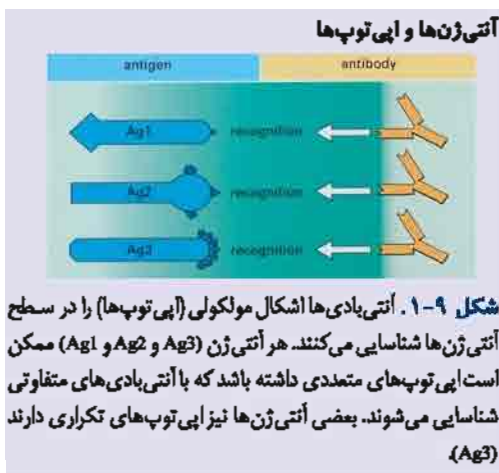 آنتی‌ژن‌ها و اپی‌توپ‌ها
antigen antibody
Ag1 recognition
Ag2 recognition
Ag3 recognition
شکل ۹-۱. آنتی‌بادی‌ها اشکال مولکولی (اپی‌توپ‌ها) را در سطح
آنتی‌ژن‌ها شناسایی می‌کنند. هر آنتی‌ژن (Ag3 و Ag2 و Ag1) ممکن
است اپی‌توپ‌های متعددی داشته باشد که با آنتی‌بادی‌های متفاوتی
شناسایی می‌شوند. بعضی آنتی‌ژن‌ها نیز اپی‌توپ‌های تکراری دارند
(Ag3).